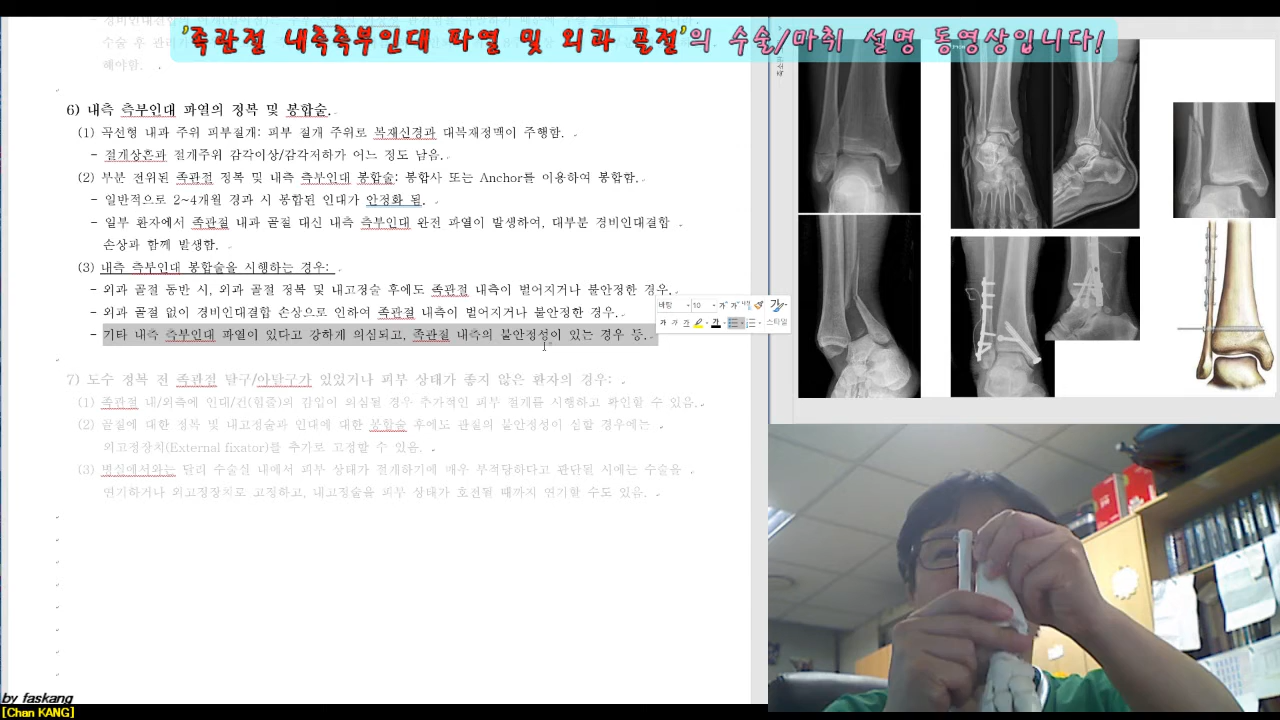 '족관절 내측측부인대 파열 및 외과 골절'의 수술/마취 설명 동영상입니다!
해야함.
6) 내측 측부인대 파열의 정복 및 봉합술.
(1) 곡선형 내과 주위 피부절개: 피부 절개 주위로 복재신경과 대복재정맥이 주행함.
- 절개상흔과 절개주위 감각이상/감각저하가 어느 정도 남음.
(2) 부분 전위된 족관절 정복 및 내측 측부인대 봉합술: 봉합사 또는 Anchor를 이용하여 봉합함.
- 일반적으로 2~4개월 경과 시 봉합된 인대가 안정화 됨.
- 일부 환자에서 족관절 내과 골절 대신 내측 측부인대 완전 파열이 발생하여, 대부분 경비인대결합
손상과 함께 발생함.
(3) 내측 측부인대 봉합술을 시행하는 경우:
- 외과 골절 동반 시, 외과 골절 정복 및 내고정술 후에도 족관절 내측이 벌어지거나 불안정한 경우.
- 외과 골절 없이 경비인대결합 손상으로 인하여 족관절 내측이 벌어지거나 불안정한 경우.
- 기타 내측 측부인대 파열이 있다고 강하게 의심되고, 족관절 내측의 불안정성이 있는 경우 등.
바탕 10
스타일
7) 도수 정복 전 족관절 탈구/아탈구가 있었거나 피부 상태가 좋지 않은 환자의 경우:
(1) 족관절 내/외측에 인대/건(힘줄)의 감입이 의심될 경우 추가적인 피부 절개를 시행하고 확인할 수 있음.
(2) 골절에 대한 정복 및 내고정술과 인대에 대한 봉합술 후에도 관절의 불안정성이 심할 경우에는
외고정장치(External fixator)를 추가로 고정할 수 있음.
(3) 병실에서와는 달리 수술실 내에서 피부 상태가 절개하기에 매우 부적당하다고 판단될 시에는 수술을
연기하거나 외고정장치로 고정하고, 내고정술을 피부 상태가 호전될 때까지 연기할 수도 있음.
by faskang
[Chan KANG]